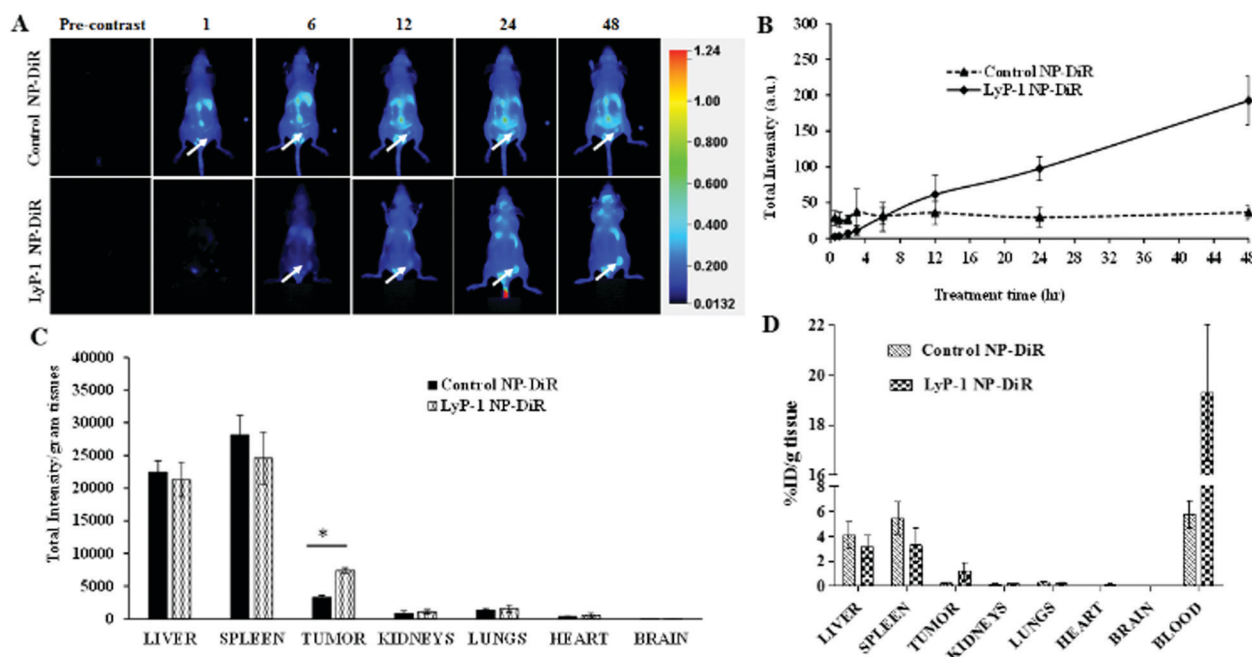 A
Pre-contrast 1 6 12 24 48
Control NP-DiR
LyP-1 NP-DiR
1.24
1.00
0.800
0.600
0.400
0.200
0.0132
B
Total Intensity (a.u.)
300
250
200
150
100
50
0
Control NP-DiR
LyP-1 NP-DiR
0 4 8 12 16 20 24 28 32 36 40 44 48
Treatment time (hr)
C
Total Intensity/gram tissues
40000
35000
30000
25000
20000
15000
10000
5000
0
Control NP-DiR
LyP-1 NP-DiR
*
LIVER SPLEEN TUMOR KIDNEYS LUNGS HEART BRAIN
D
%ID/g tissue
22
20
18
16
8
6
4
2
0
Control NP-DiR
LyP-1 NP-DiR
LIVER SPLEEN TUMOR KIDNEYS LUNGS HEART BRAIN BLOOD